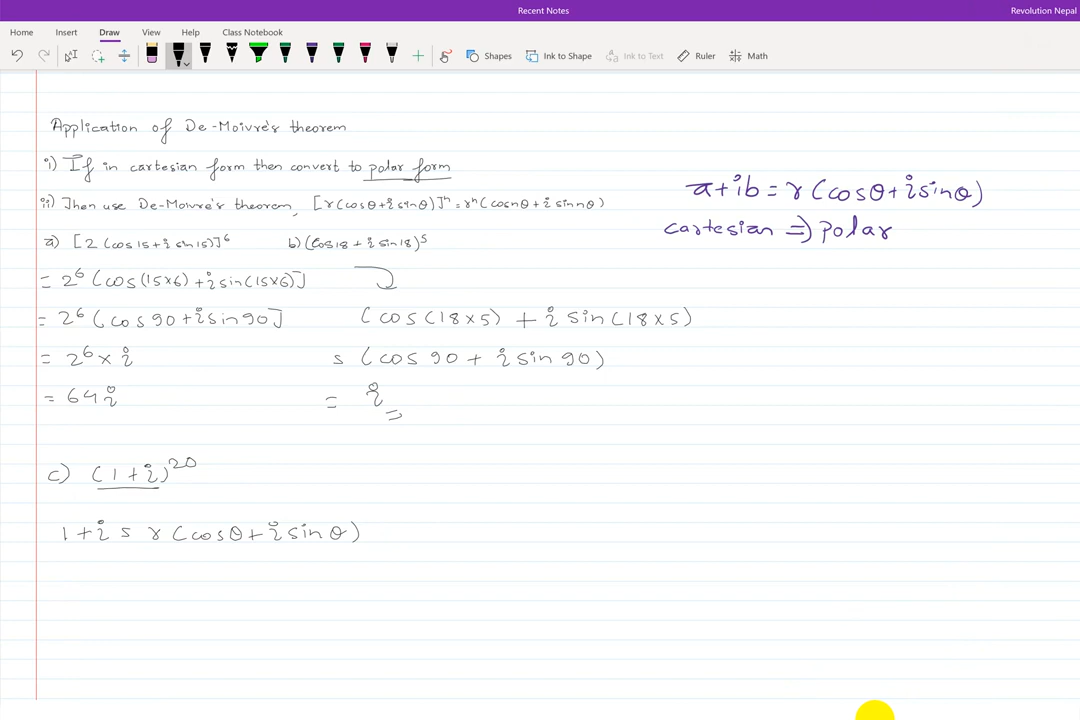 Recent Notes
Revolution Nepal
Home Insert Draw View Help Class Notebook
Shapes Ink to Shape Ink to Text Ruler Math
Application of De-Moivre's theorem
i) If in cartesian form then convert to polar form
ii) Then use De-Moivre's theorem, [r(cosθ+i sinθ)]ⁿ=rⁿ(cosnθ+i sinnθ)
a+ib=r(cosθ+isinθ)
cartesian ⇒ polar
a) [2(cos15+i sin15)]⁶ b) (cos18+i sin18)⁵
= 2⁶(cos(15×6)+isin(15×6)]
= 2⁶(cos90+isin90]
= 2⁶×i
= 64i
(cos(18×5) + i sin(18×5)
= (cos 90 + i sin 90)
= i
c) (1+i)²⁰
1+i = r(cosθ+i sinθ)